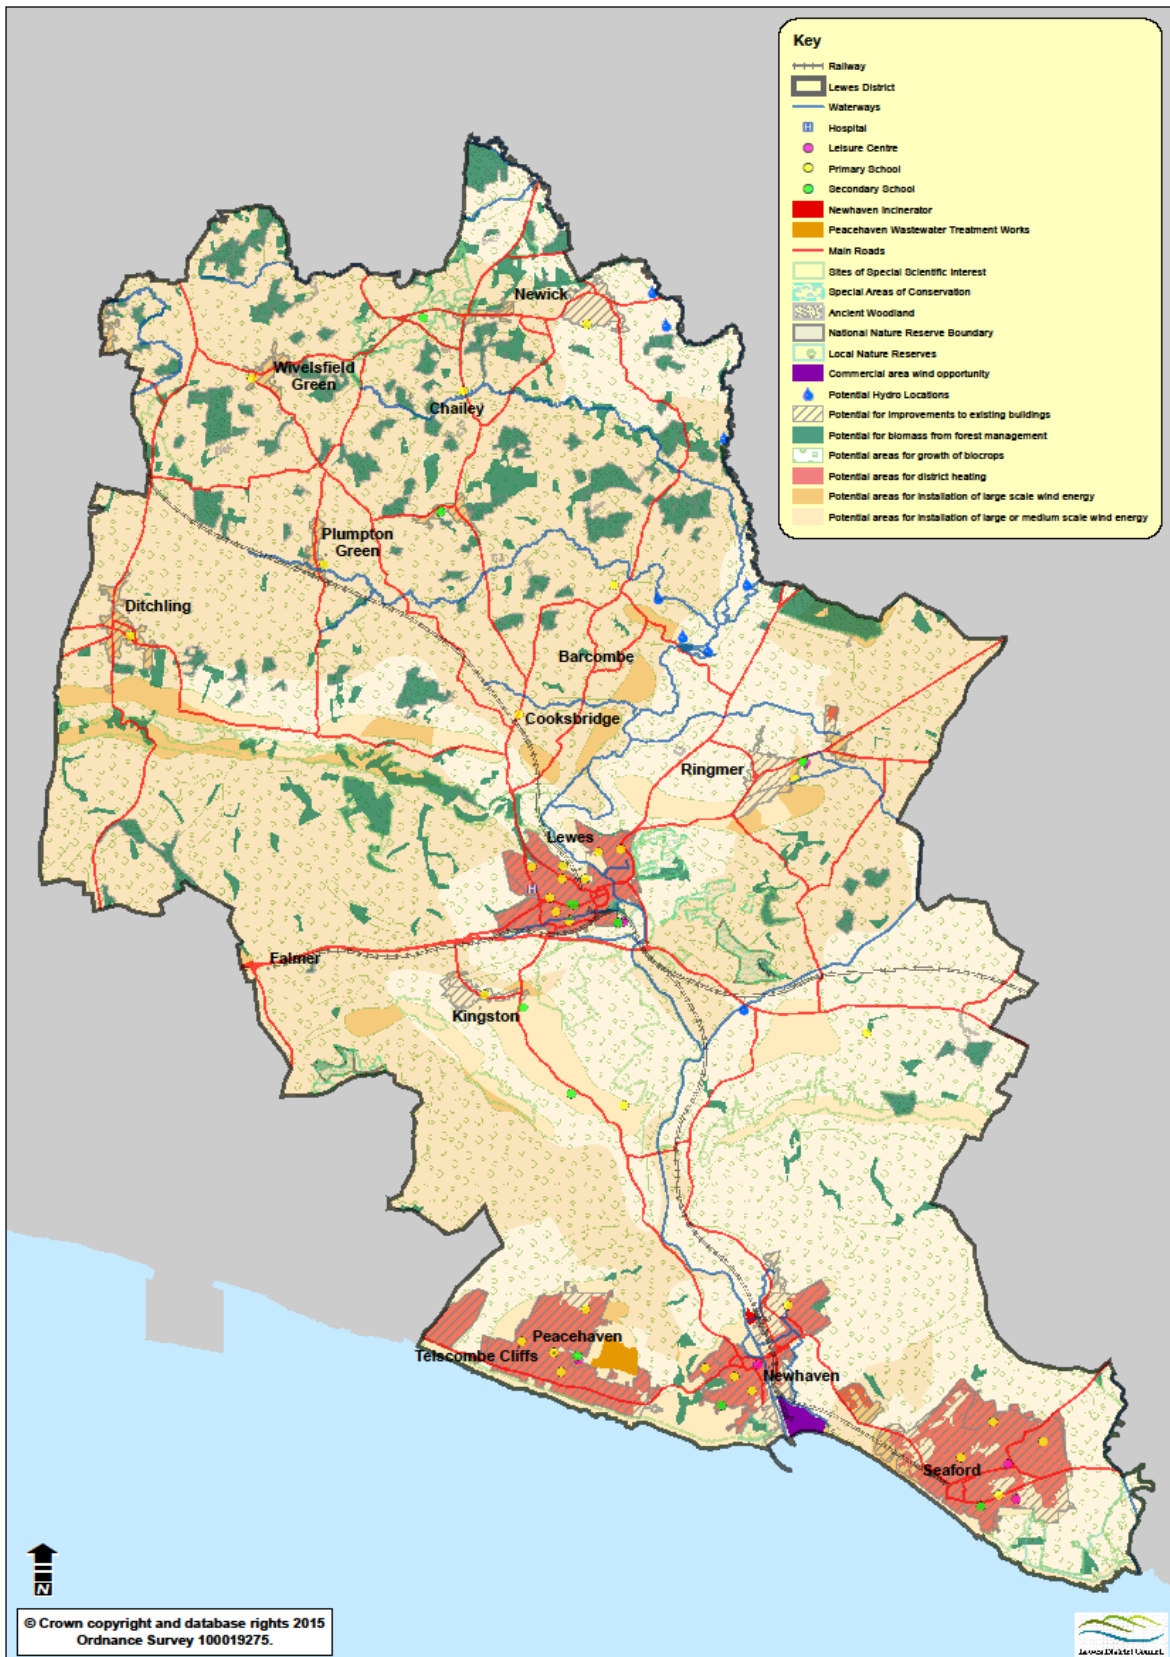 Key
Railway
Lewes District
Waterways
H Hospital
Leisure Centre
Primary School
Secondary School
Newhaven Incinerator
Peacehaven Wastewater Treatment Works
Main Roads
Sites of Special Scientific Interest
Special Areas of Conservation
Ancient Woodland
National Nature Reserve Boundary
Local Nature Reserves
Commercial area wind opportunity
Potential Hydro Locations
Potential for improvements to existing buildings
Potential for biomass from forest management
Potential areas for growth of biocrops
Potential areas for district heating
Potential areas for installation of large scale wind energy
Potential areas for installation of large or medium scale wind energy
Newick
Wivelsfield
Green
Chailey
Plumpton
Green
Ditchling
Barcombe
Cooksbridge
Ringmer
Lewes
H
Falmer
Kingston
Peacehaven
Telscombe Cliffs
Newhaven
Seaford
N
© Crown copyright and database rights 2015
Ordnance Survey 100019275.
Lewes District Council